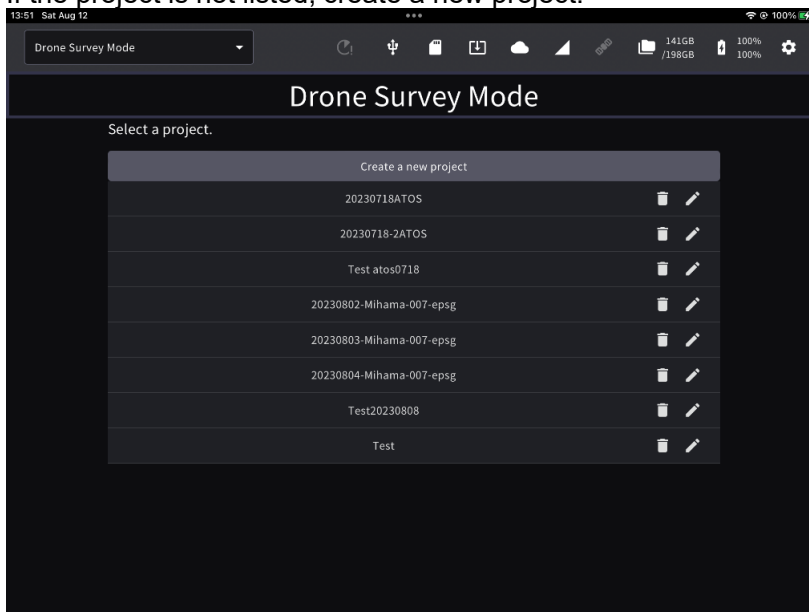 If the project is not listed, create a new project.
13:51 Sat Aug 12
100%
Drone Survey Mode
141GB
/198GB
100%
100%
Drone Survey Mode
Select a project.
Create a new project
20230718ATOS
20230718-2ATOS
Test atos0718
20230802-Mihama-007-epsg
20230803-Mihama-007-epsg
20230804-Mihama-007-epsg
Test20230808
Test